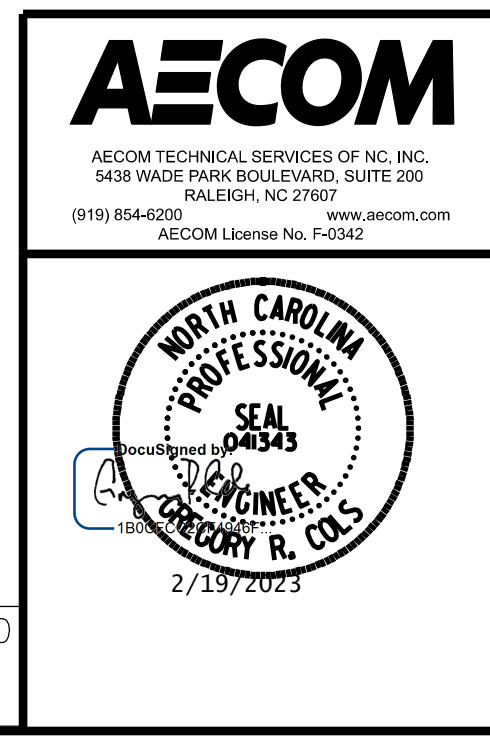 AECOM
AECOM TECHNICAL SERVICES OF NC, INC.
5438 WADE PARK BOULEVARD, SUITE 200
RALEIGH, NC 27607
(919) 854-6200 www.aecom.com
AECOM License No. F-0342
NORTH CAROLINA
PROFESSIONAL
SEAL
041343
ENGINEER
GREGORY R. COLS
DocuSigned by:
2/19/2023